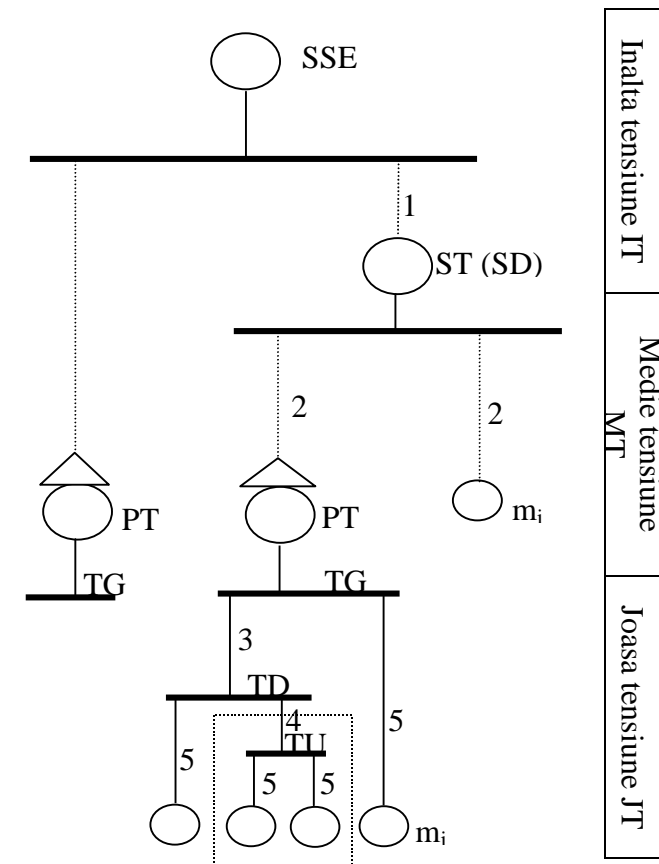 SSE
1
ST (SD)
2
2
PT
PT
mi
TG
TG
3
TD
4
5
TU
5
5
5
mi
Inalta tensiune IT
Medie tensiune
MT
Joasa tensiune JT